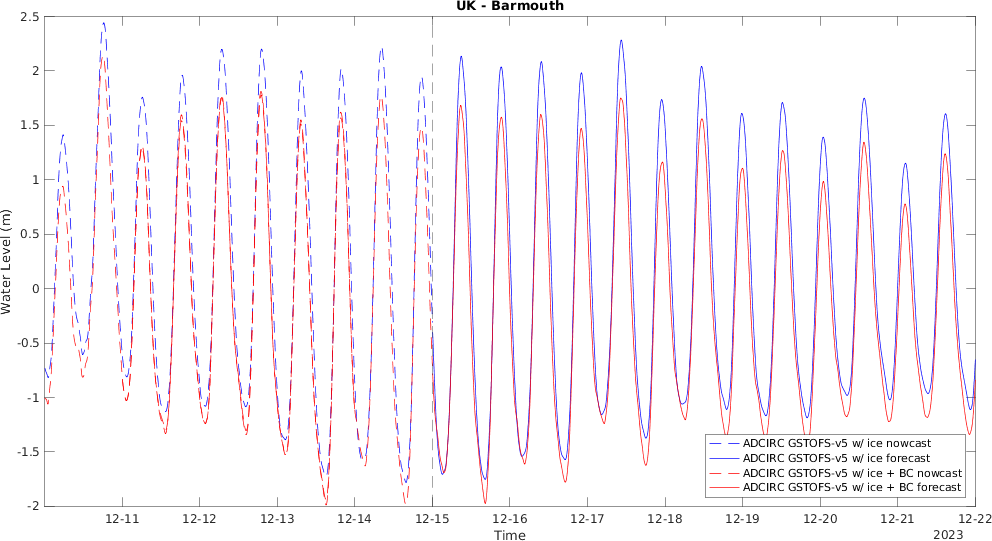 UK - Barmouth
2.5
2
1.5
1
0.5
0
-0.5
-1
-1.5
-2
Water Level (m)
ADCIRC GSTOFS-v5 w/ ice nowcast
ADCIRC GSTOFS-v5 w/ ice forecast
ADCIRC GSTOFS-v5 w/ ice + BC nowcast
ADCIRC GSTOFS-v5 w/ ice + BC forecast
12-11 12-12 12-13 12-14 12-15 12-16 12-17 12-18 12-19 12-20 12-21 12-22
Time
2023